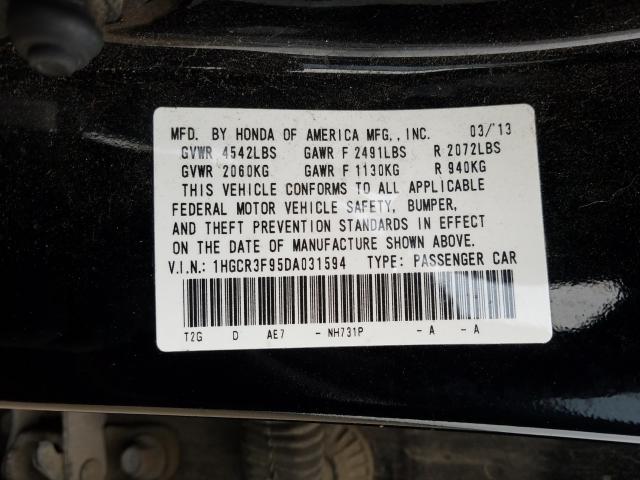 MFD. BY HONDA OF AMERICA MFG., INC. 03/'13
GVWR 4542LBS GAWR F 2491LBS R 2072LBS
GVWR 2060KG GAWR F 1130KG R 940KG
THIS VEHICLE CONFORMS TO ALL APPLICABLE
FEDERAL MOTOR VEHICLE SAFETY, BUMPER,
AND THEFT PREVENTION STANDARDS IN EFFECT
ON THE DATE OF MANUFACTURE SHOWN ABOVE.
V.I.N.: 1HGCR3F95DA031594 TYPE: PASSENGER CAR
T2G D AE7 - NH731P - A - A